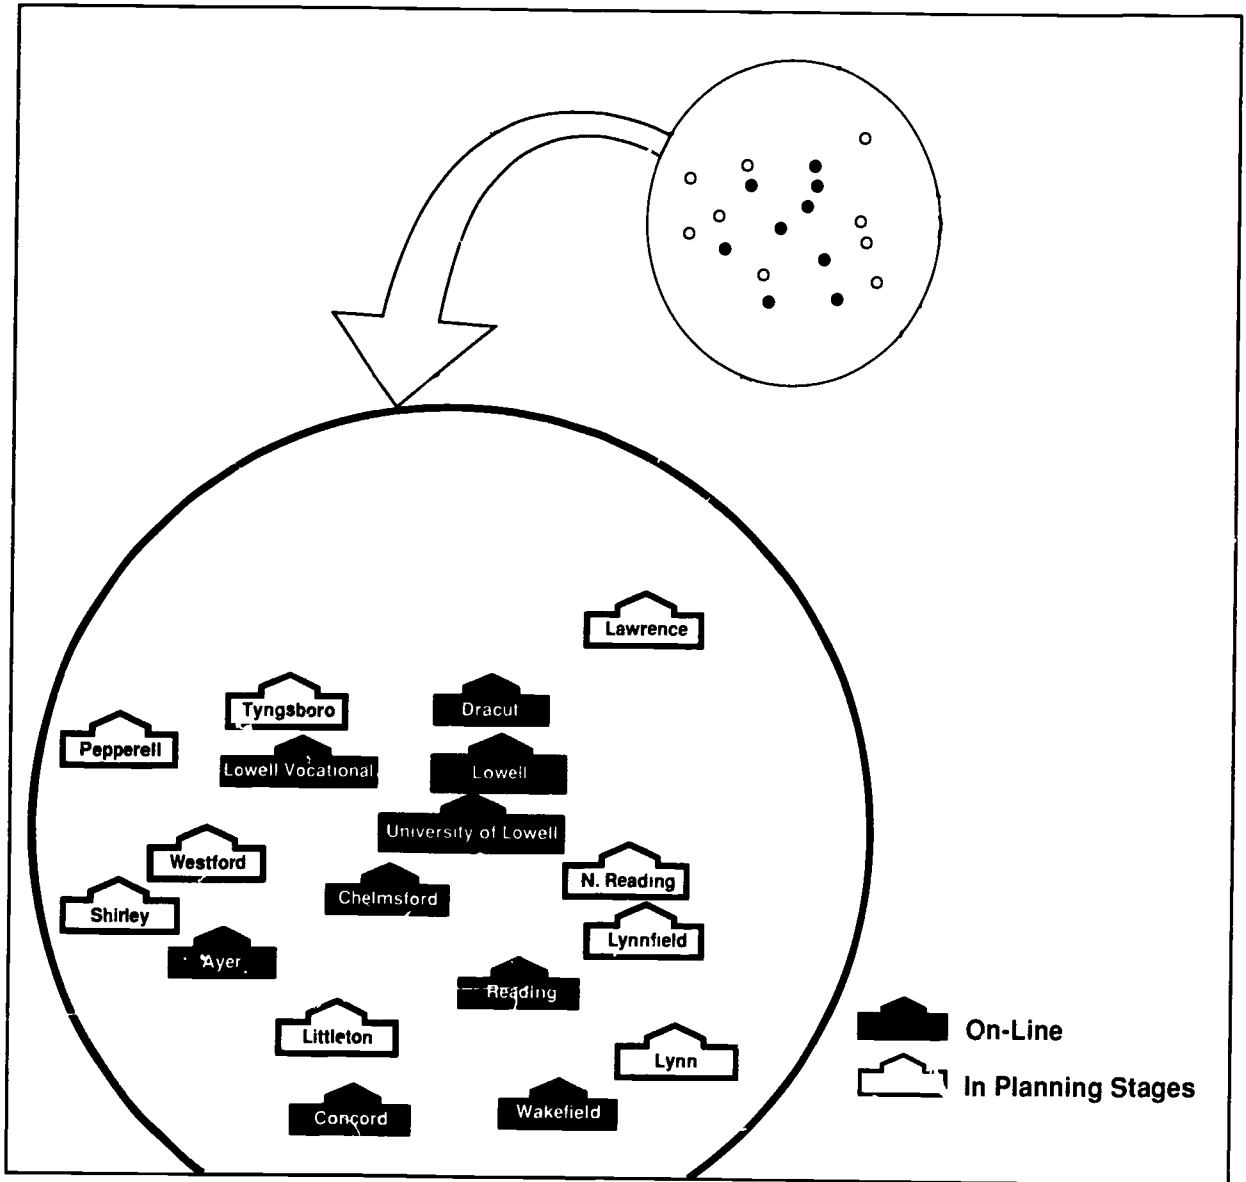 Lawrence
Tyngsboro
Dracut
Pepperell
Lowell Vocational
Lowell
University of Lowell
Westford
N. Reading
Chelmsford
Shirley
Lynnfield
Ayer
Reading
Littleton
On-Line
Lynn
In Planning Stages
Concord
Wakefield